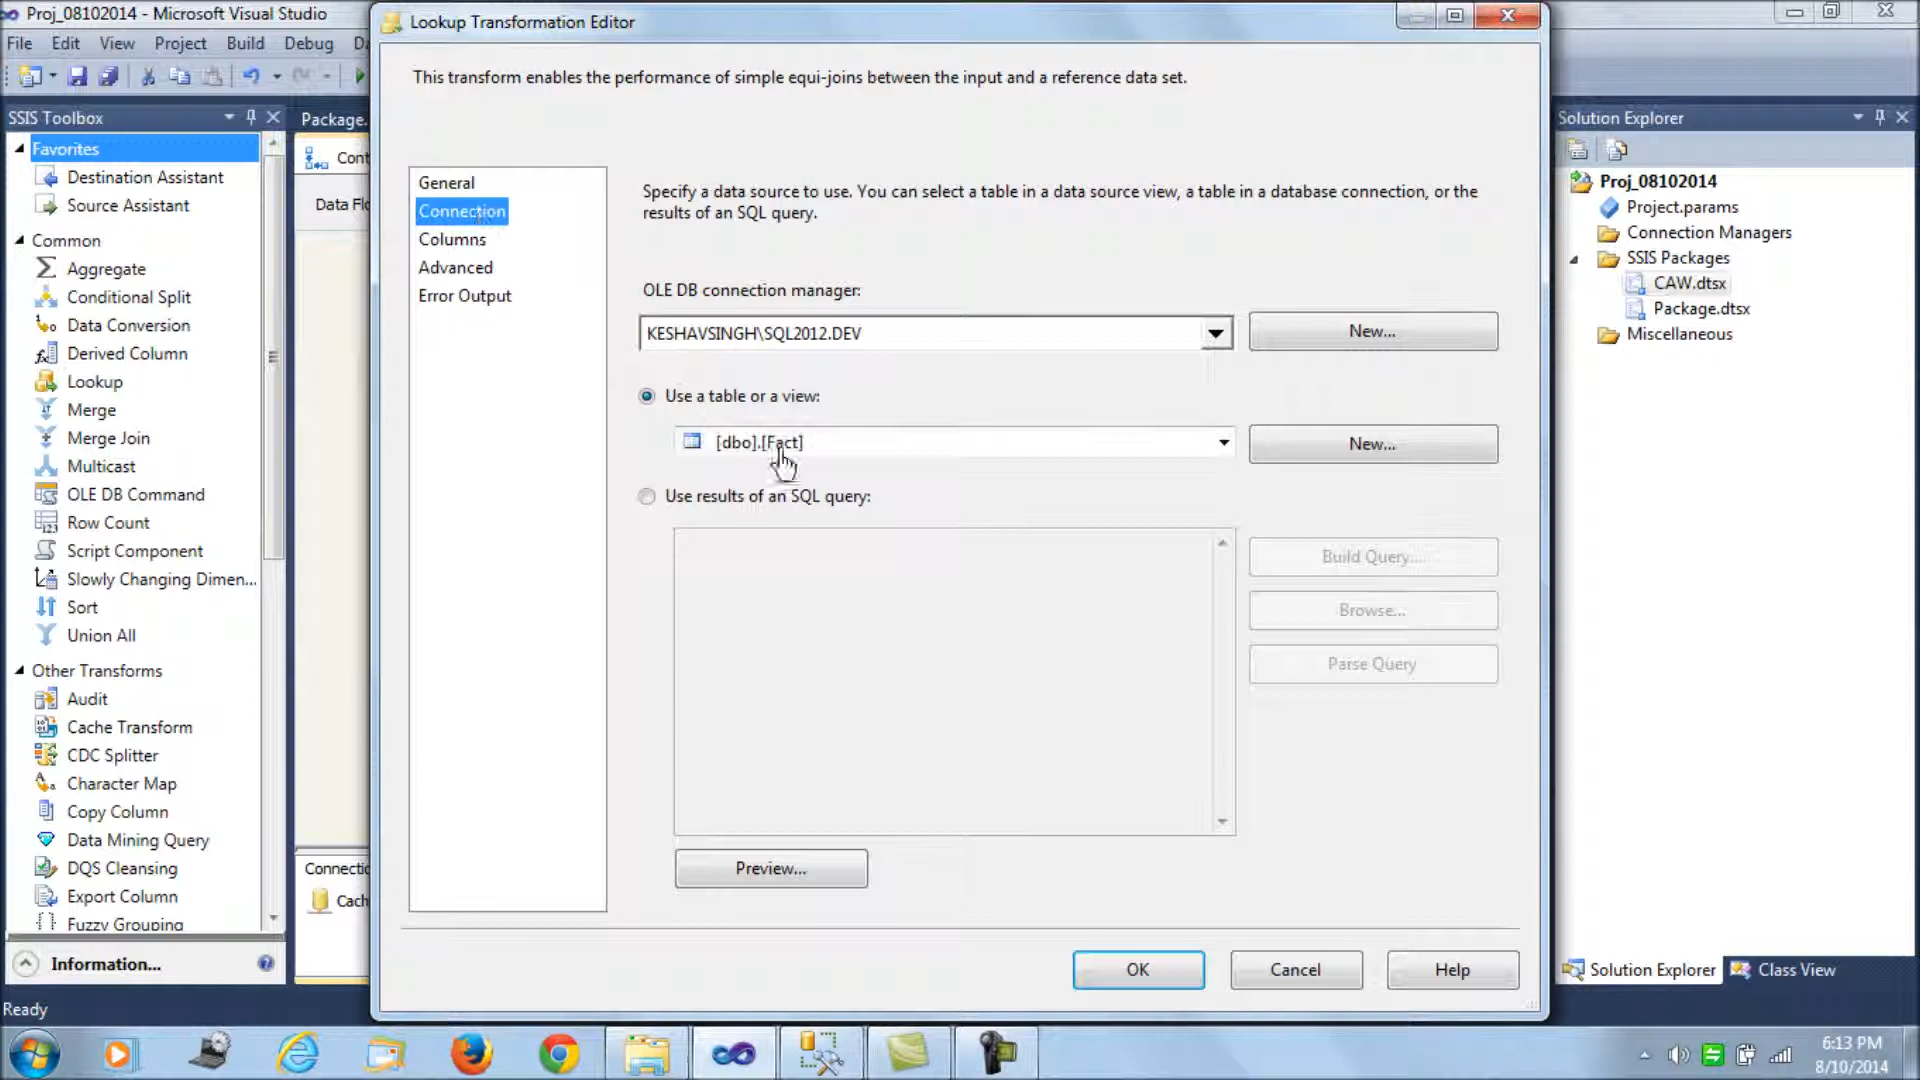 Proj_08102014 - Microsoft Visual Studio
File Edit View Project Build Debug
SSIS Toolbox
Favorites
Destination Assistant
Source Assistant
Common
Aggregate
Conditional Split
Data Conversion
Derived Column
Lookup
Merge
Merge Join
Multicast
OLE DB Command
Row Count
Script Component
Slowly Changing Dimen...
Sort
Union All
Other Transforms
Audit
Cache Transform
CDC Splitter
Character Map
Copy Column
Data Mining Query
DQS Cleansing
Export Column
Fuzzy Grouping
Information...
Ready
Package.
Cont
Data Flo
Connectio
Cach
Lookup Transformation Editor
This transform enables the performance of simple equi-joins between the input and a reference data set.
General
Connection
Columns
Advanced
Error Output
Specify a data source to use. You can select a table in a data source view, a table in a database connection, or the
results of an SQL query.
OLE DB connection manager:
KESHAVSINGH\SQL2012.DEV
New...
Use a table or a view:
[dbo].[Fact]
New...
Use results of an SQL query:
Build Query...
Browse...
Parse Query
Preview...
OK
Cancel
Help
Solution Explorer
Proj_08102014
Project.params
Connection Managers
SSIS Packages
CAW.dtsx
Package.dtsx
Miscellaneous
Solution Explorer
Class View
6:13 PM
8/10/2014